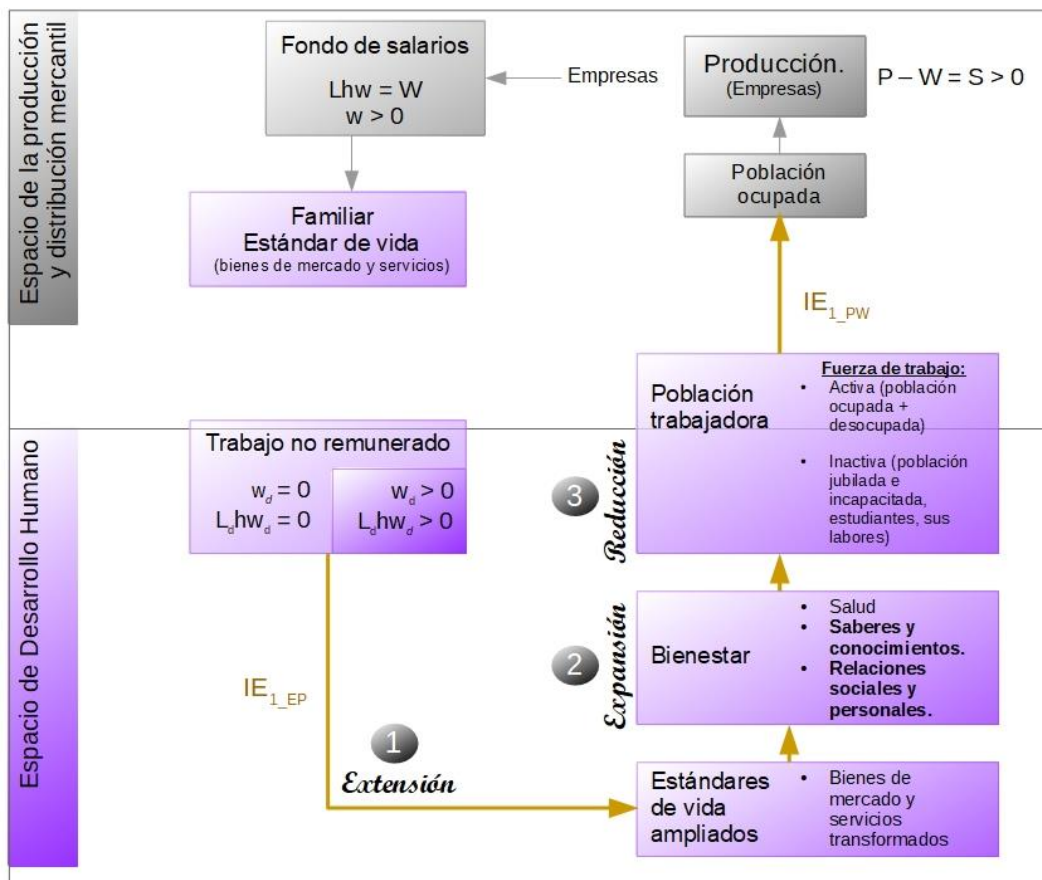 Espacio de la producción
y distribución mercantil
Fondo de salarios
Lhw = W
w > 0
Empresas
Producción.
(Empresas)
P – W = S > 0
Población
ocupada
Familiar
Estándar de vida
(bienes de mercado y servicios)
IE1_PW
Espacio de Desarrollo Humano
Trabajo no remunerado
wd = 0
LdhWd = 0
wd > 0
Ldhwd > 0
Población
trabajadora
Fuerza de trabajo:
• Activa (población
ocupada +
desocupada)
• Inactiva (población
jubilada e
incapacitada,
estudiantes, sus
labores)
3
Reducción
IE1_EP
2
Expansión
Bienestar
• Salud
• Saberes y
conocimientos.
• Relaciones
sociales y
personales.
1
Extensión
Estándares
de vida
ampliados
• Bienes de
mercado y
servicios
transformados